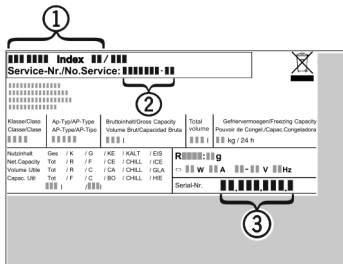 1
Index / 
Service-Nr./No.Service: -
2
Klasse/Class Ap-Typ/AP-Type Bruttoinhalt/Gross Capacity Total Gefriervermoegen/Freezing Capacity
Classe/Clase AP-Type/AP-Tipo Volume Brut/Capacidad Bruta volume Pouvoir de Congel./Capac.Congeladora
l l kg / 24 h
Nutzinhalt Ges / K / G / KE / KALT / EIS
Net.Capacity Tot / R / F / CE / CHILL / ICE
Volume Utile Tot / R / C / CA / CHILL / GLA
Capac. Util Tot / F / C / BO / CHILL / HIE
l / l
R : g
W A - V Hz
Serial-Nr. . . .
3